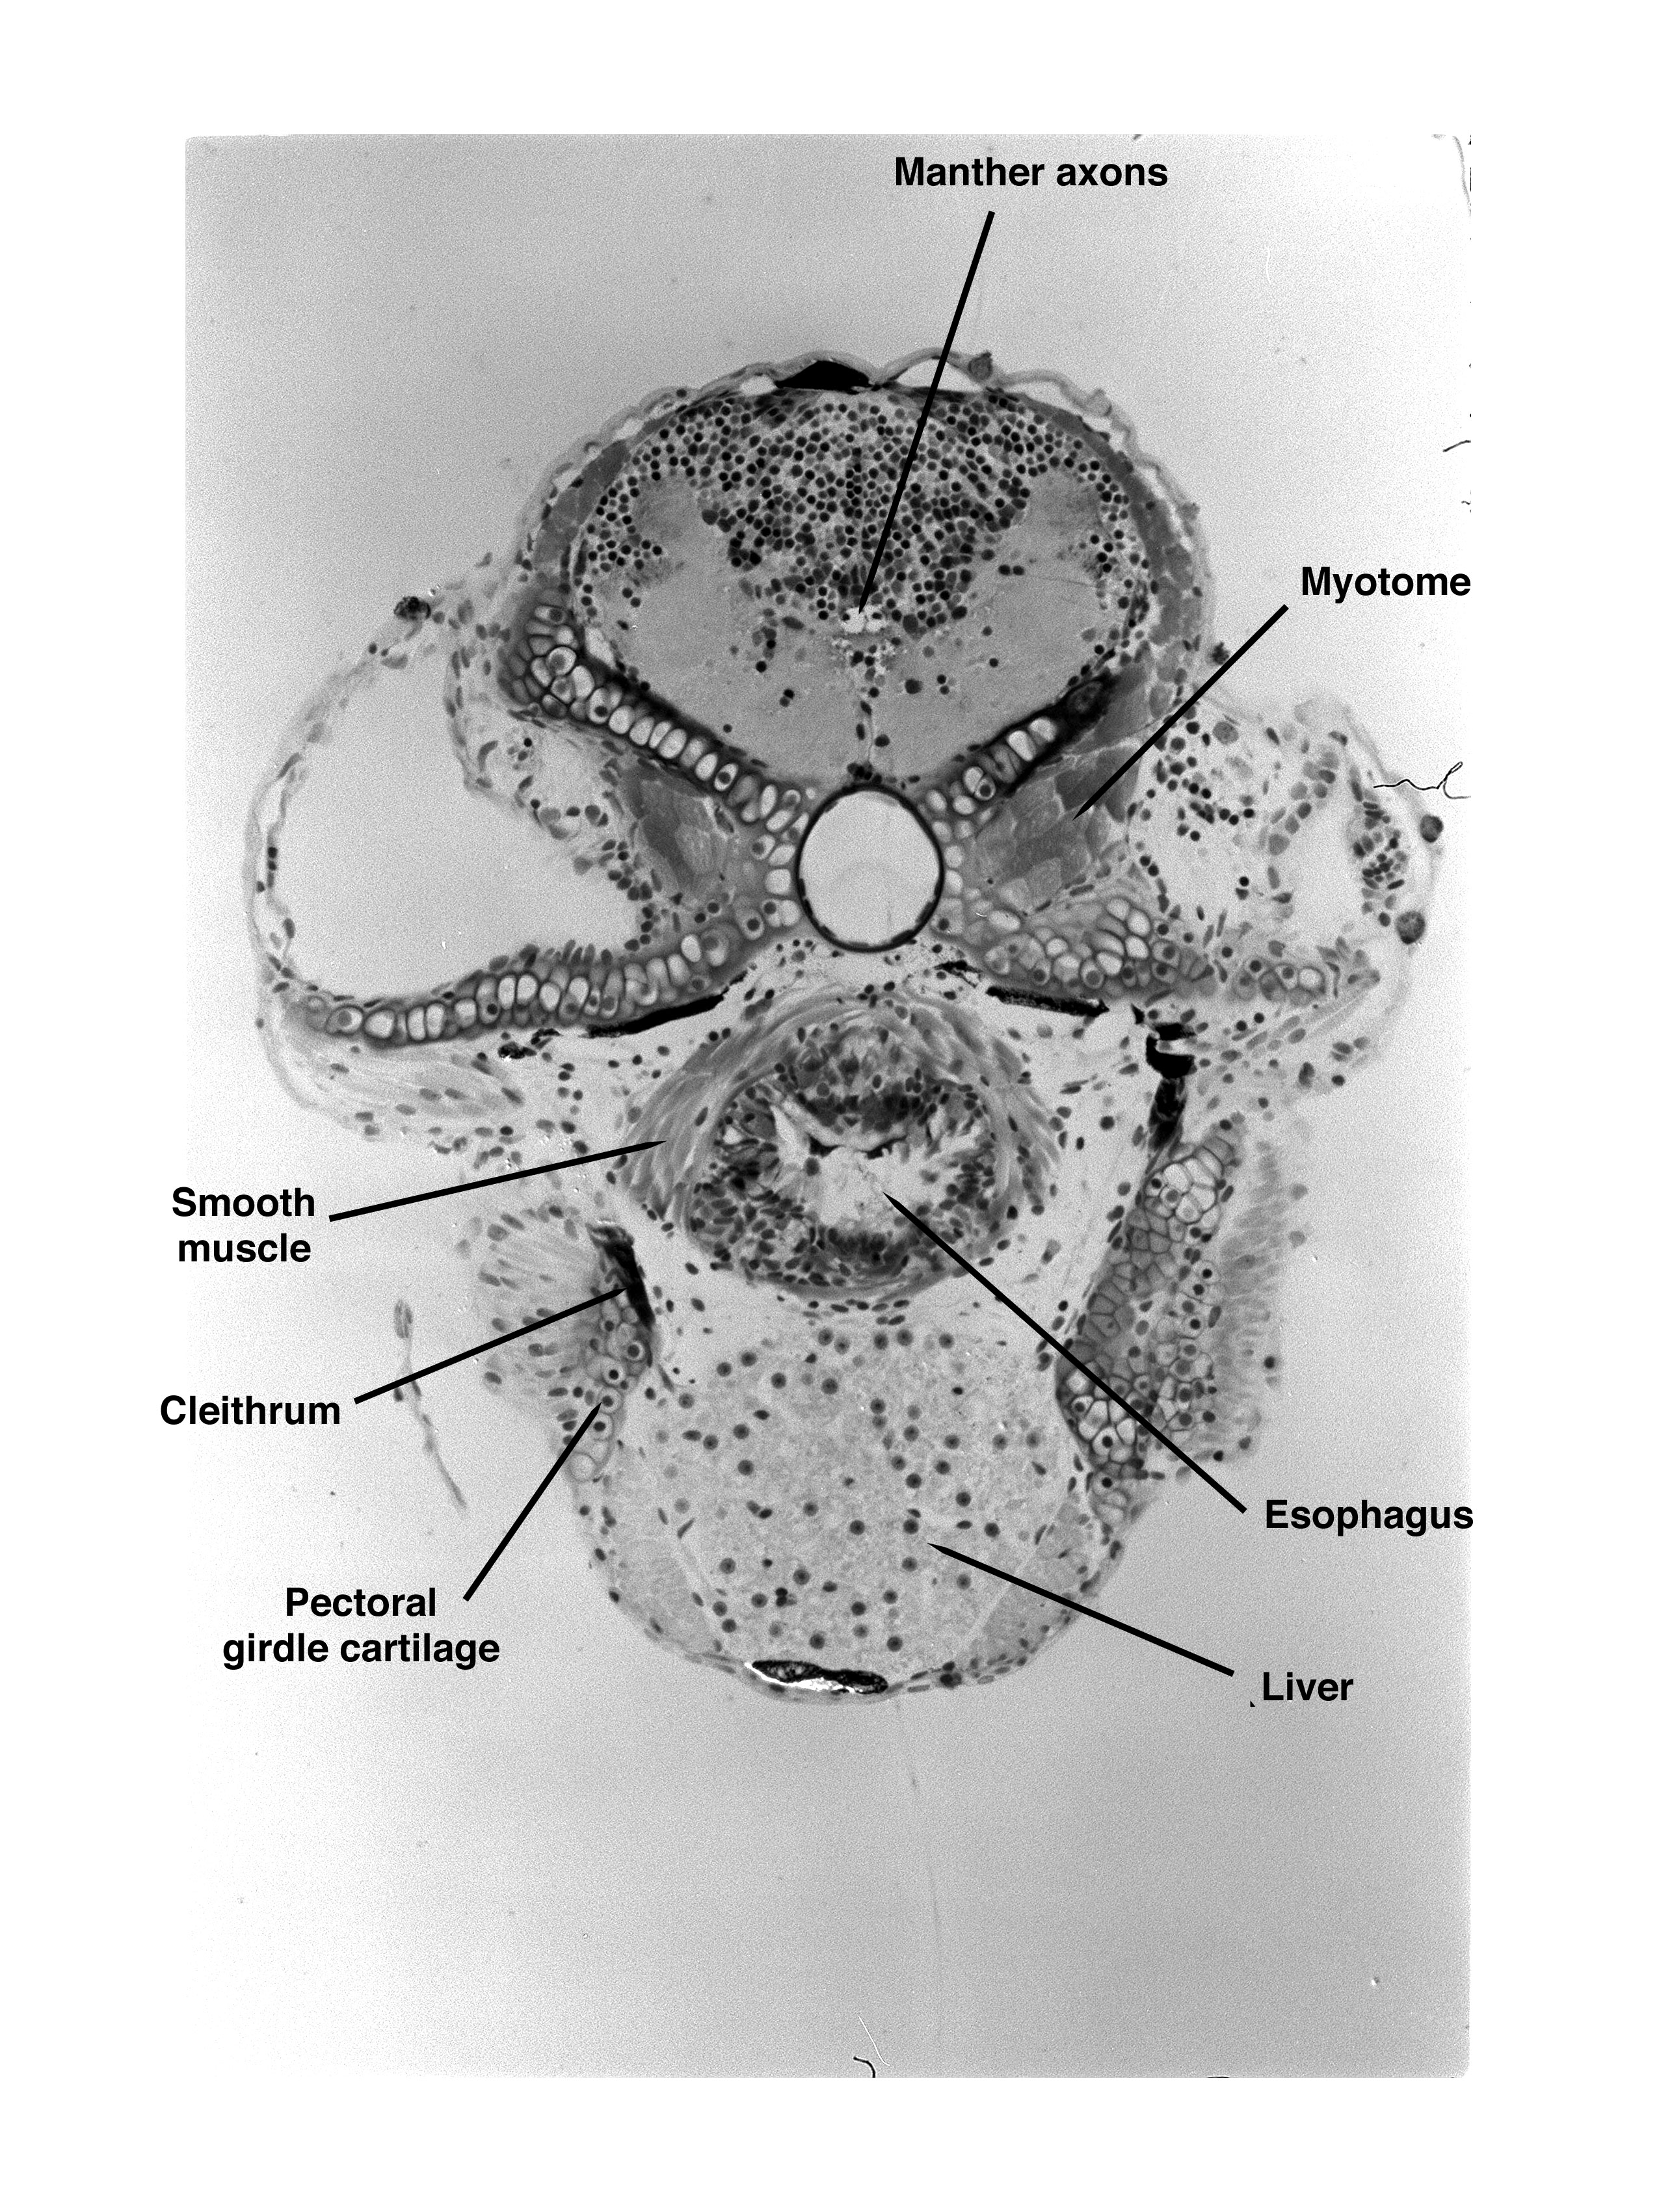 Manther axons
Myotome
Smooth
muscle
Cleithrum
Esophagus
Pectoral
girdle cartilage
Liver